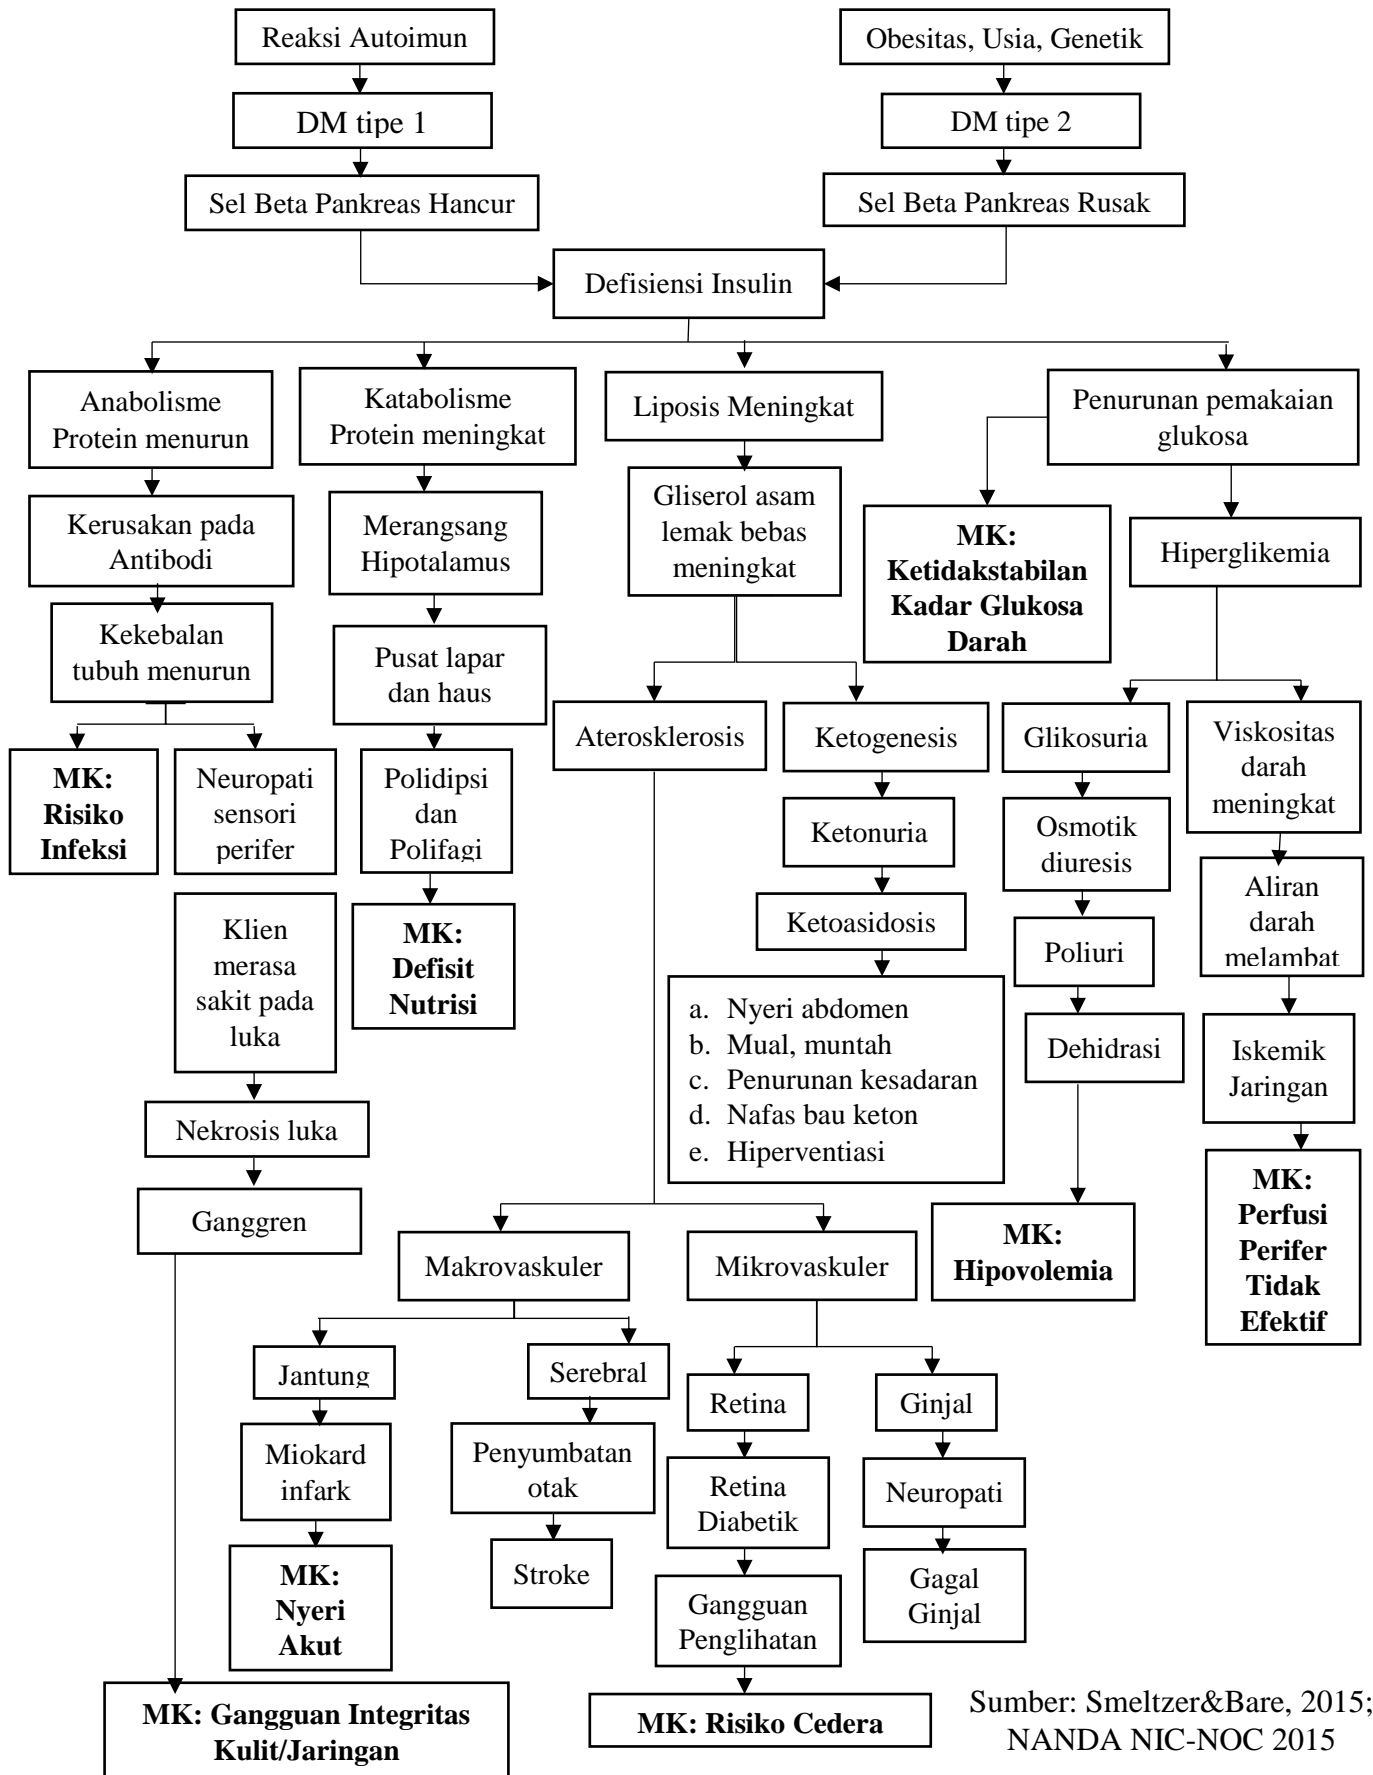 Reaksi Autoimun
Obesitas, Usia, Genetik
DM tipe 1
DM tipe 2
Sel Beta Pankreas Hancur
Sel Beta Pankreas Rusak
Defisiensi Insulin
Anabolisme
Protein menurun
Katabolisme
Protein meningkat
Liposis Meningkat
Penurunan pemakaian
glukosa
Kerusakan pada
Antibodi
Merangsang
Hipotalamus
Gliserol asam
lemak bebas
meningkat
MK:
Ketidakstabilan
Kadar Glukosa
Darah
Hiperglikemia
Kekebalan
tubuh menurun
Pusat lapar
dan haus
Aterosklerosis
Ketogenesis
Glikosuria
Viskositas
darah
meningkat
MK:
Risiko
Infeksi
Neuropati
sensori
perifer
Polidipsi
dan
Polifagi
Ketonuria
Osmotik
diuresis
Aliran
darah
melambat
Klien
merasa
sakit pada
luka
MK:
Defisit
Nutrisi
Ketoasidosis
Poliuri
a. Nyeri abdomen
b. Mual, muntah
c. Penurunan kesadaran
d. Nafas bau keton
e. Hiperventiasi
Dehidrasi
Iskemik
Jaringan
Nekrosis luka
Ganggren
MK:
Hipovolemia
MK:
Perfusi
Perifer
Tidak
Efektif
Makrovaskuler
Mikrovaskuler
Jantung
Serebral
Retina
Ginjal
Miokard
infark
Penyumbatan
otak
Retina
Diabetik
Neuropati
MK:
Nyeri
Akut
Stroke
Gangguan
Penglihatan
Gagal
Ginjal
MK: Gangguan Integritas
Kulit/Jaringan
MK: Risiko Cedera
Sumber: Smeltzer&Bare, 2015;
NANDA NIC-NOC 2015